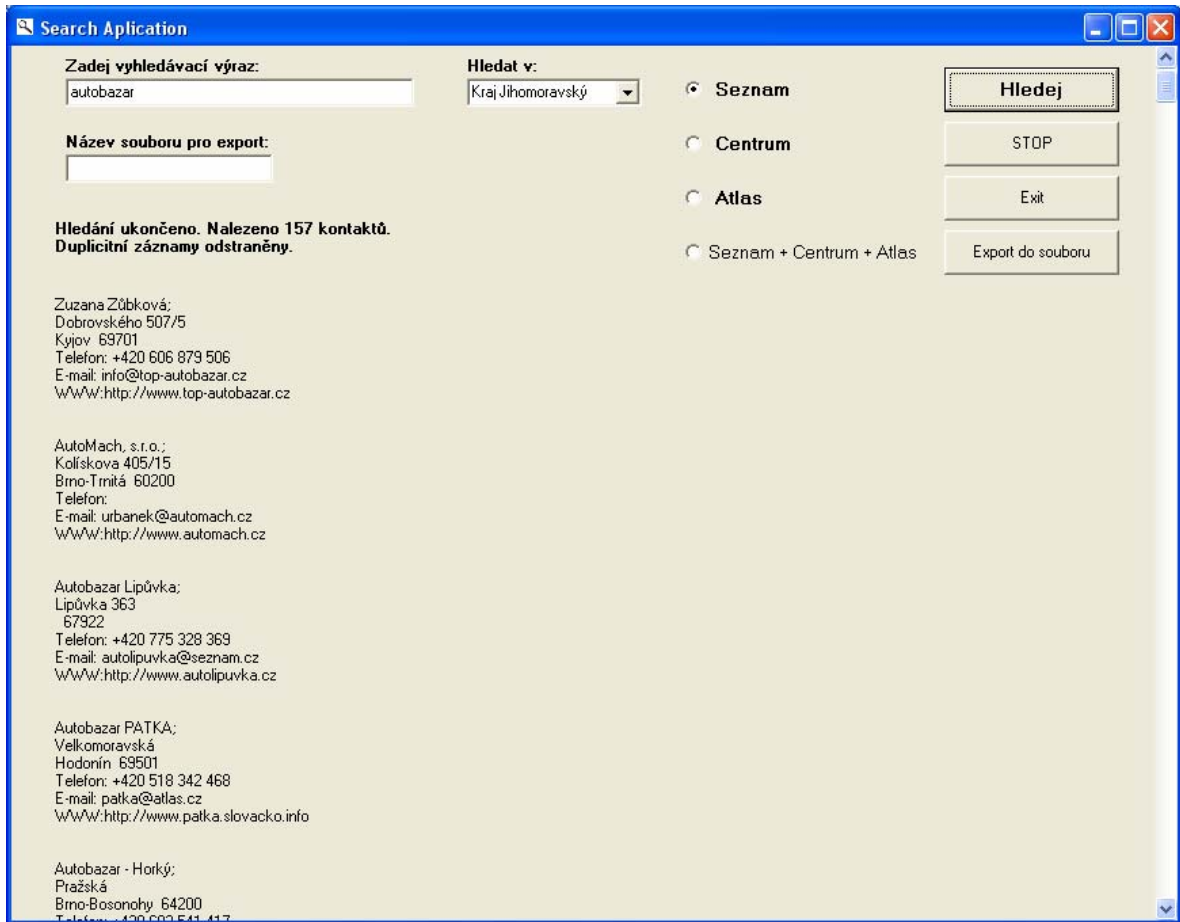 Search Aplication
Zadej vyhledávací výraz:
Hledat v:
autobazar
Kraj Jihomoravský
Seznam
Hledej
Název souboru pro export:
Centrum
STOP
Atlas
Exit
Hledání ukončeno. Nalezeno 157 kontaktů.
Duplicitní záznamy odstraněny.
Seznam + Centrum + Atlas
Export do souboru
Zuzana Zůbková;
Dobrovského 507/5
Kyjov 69701
Telefon: +420 606 879 506
E-mail: info@top-autobazar.cz
WWW:http://www.top-autobazar.cz
AutoMach, s.r.o.;
Kolískova 405/15
Brno-Trnitá 60200
Telefon:
E-mail: urbanek@automach.cz
WWW:http://www.automach.cz
Autobazar Lipůvka;
Lipůvka 363
67922
Telefon: +420 775 328 369
E-mail: autolipuvka@seznam.cz
WWW:http://www.autolipuvka.cz
Autobazar PATKA;
Velkomoravská
Hodonín 69501
Telefon: +420 518 342 468
E-mail: patka@atlas.cz
WWW:http://www.patka.slovacko.info
Autobazar - Horký;
Pražská
Brno-Bosonohy 64200
Telefon: +420